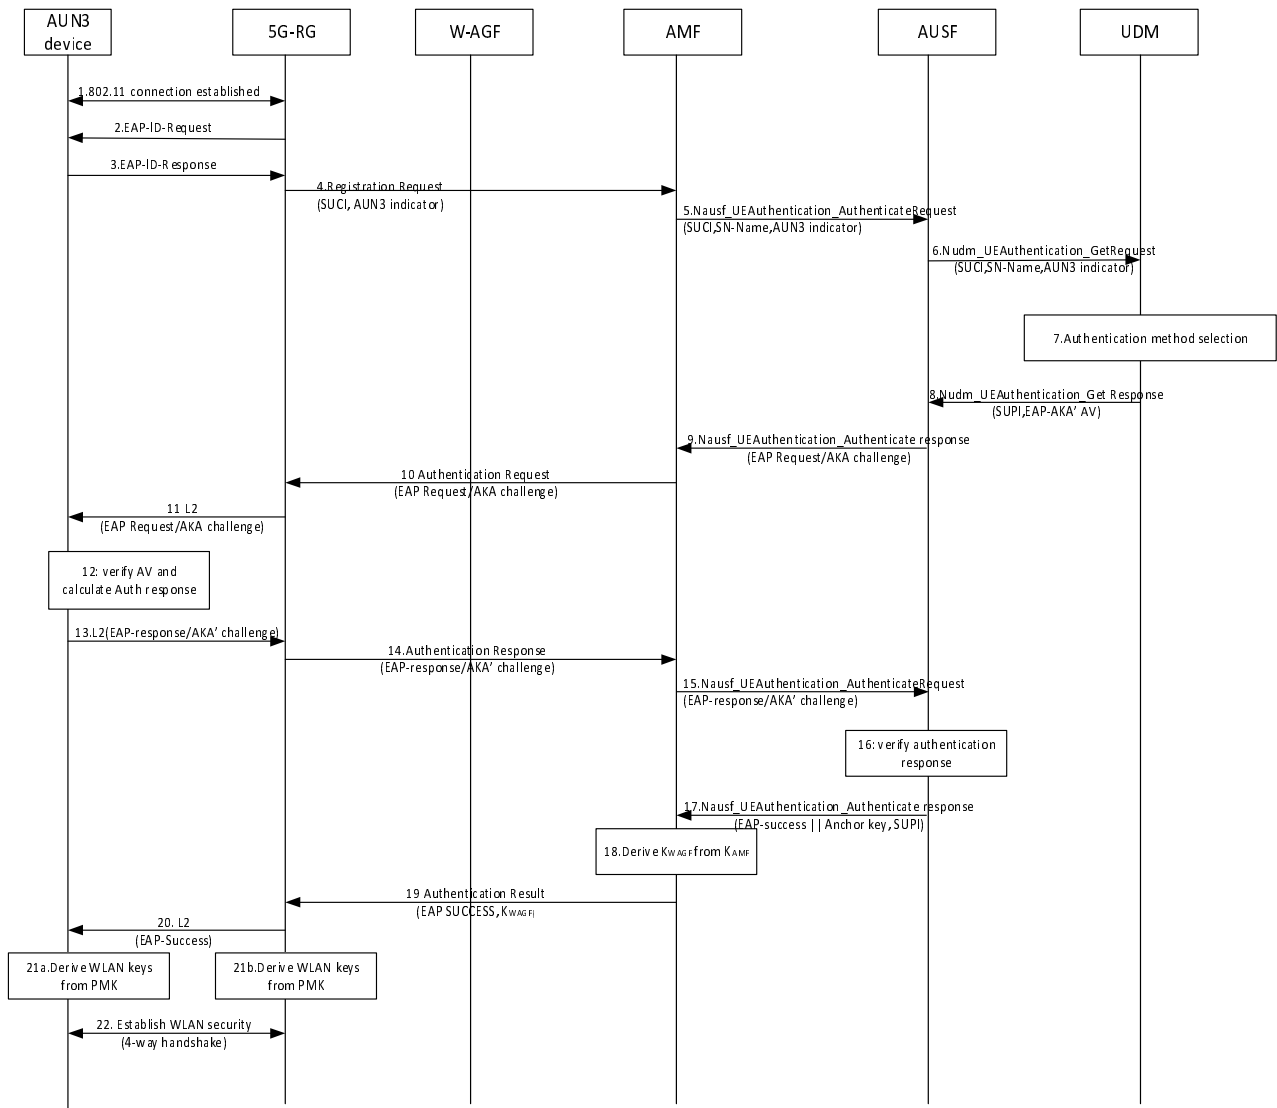 AUN3
device
5G-RG
W-AGF
AMF
AUSF
UDM
1.802.11 connection established
2.EAP-ID-Request
3.EAP-ID-Response
4.Registration Request
(SUCI, AUN3 indicator)
5.Nausf_UEAuthentication_AuthenticateRequest
(SUCI,SN-Name,AUN3 indicator)
6.Nudm_UEAuthentication_GetRequest
(SUCI,SN-Name,AUN3 indicator)
7.Authentication method selection
8.Nudm_UEAuthentication_Get Response
(SUPI,EAP-AKA’ AV)
9.Nausf_UEAuthentication_Authenticate response
(EAP Request/AKA challenge)
10 Authentication Request
(EAP Request/AKA challenge)
11 L2
(EAP Request/AKA challenge)
12: verify AV and
calculate Auth response
13.L2(EAP-response/AKA’ challenge)
14.Authentication Response
(EAP-response/AKA’ challenge)
15.Nausf_UEAuthentication_AuthenticateRequest
(EAP-response/AKA’ challenge)
16: verify authentication
response
17.Nausf_UEAuthentication_Authenticate response
(EAP-success || Anchor key, SUPI)
18.Derive KWAGF from KAMF
19 Authentication Result
(EAP SUCCESS, KWAGF)
20. L2
(EAP-Success)
21a.Derive WLAN keys
from PMK
21b.Derive WLAN keys
from PMK
22. Establish WLAN security
(4-way handshake)